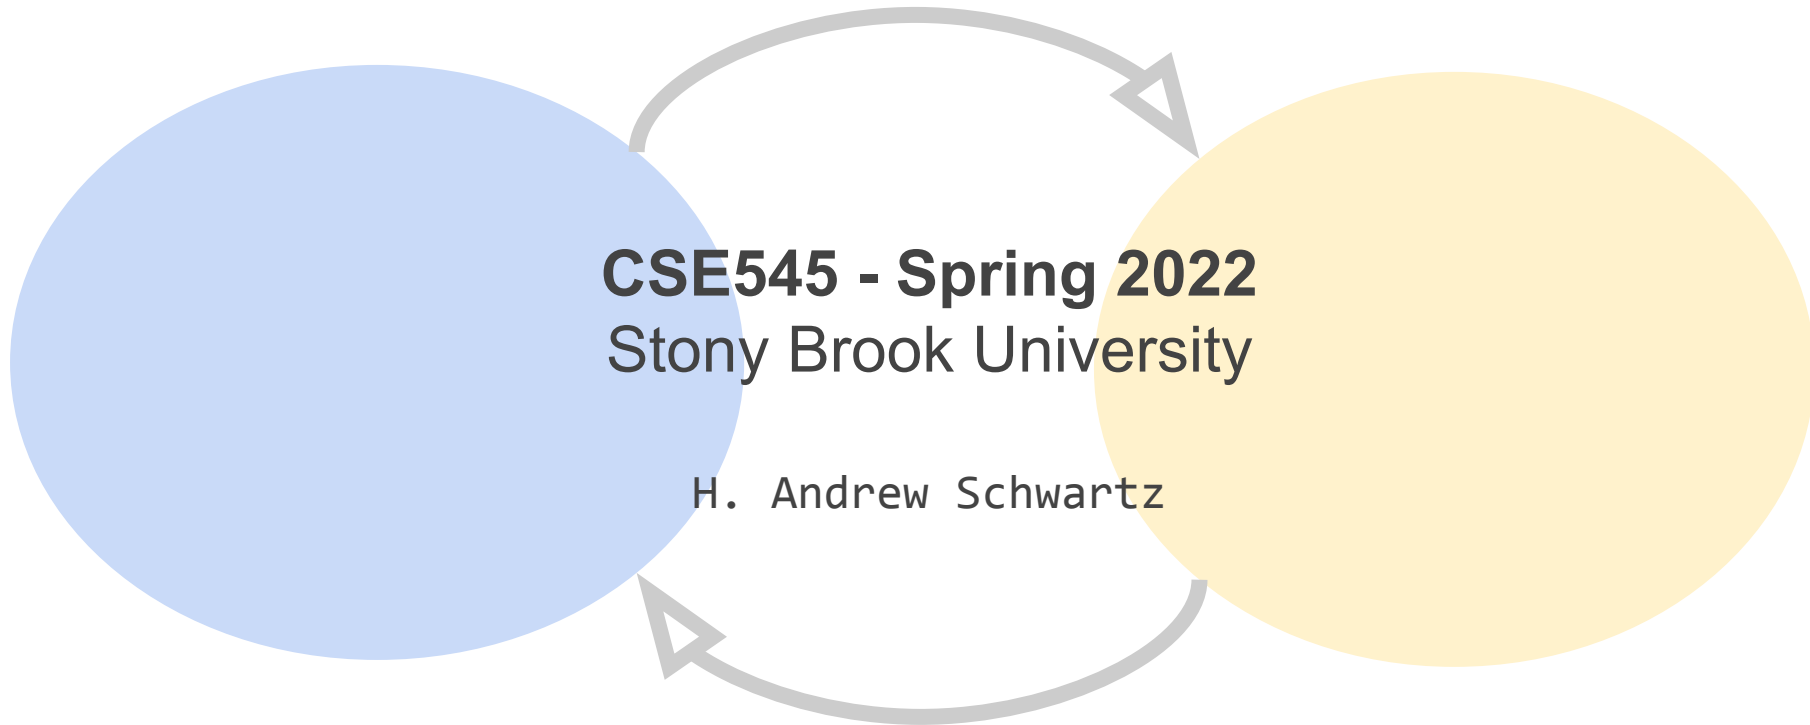 CSE545 - Spring 2022
Stony Brook University
H. Andrew Schwartz